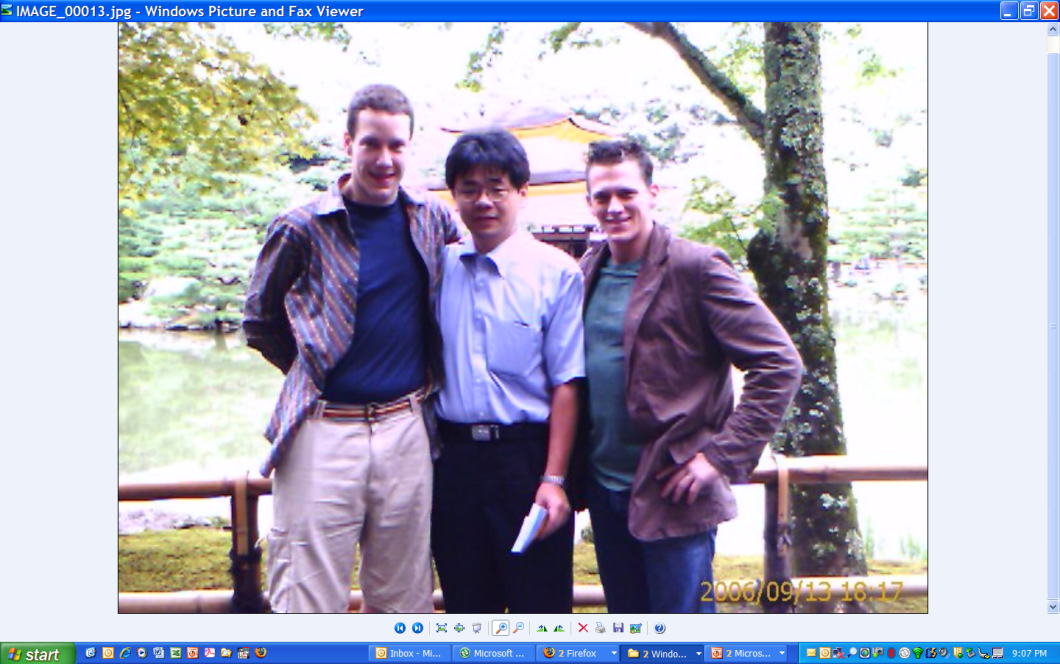 IMAGE_00013.jpg - Windows Picture and Fax Viewer
2006/09/13 18:17
start
Inbox - Mi...
Microsoft ...
2 Firefox
2 Windo...
2 Micros...
9:07 PM